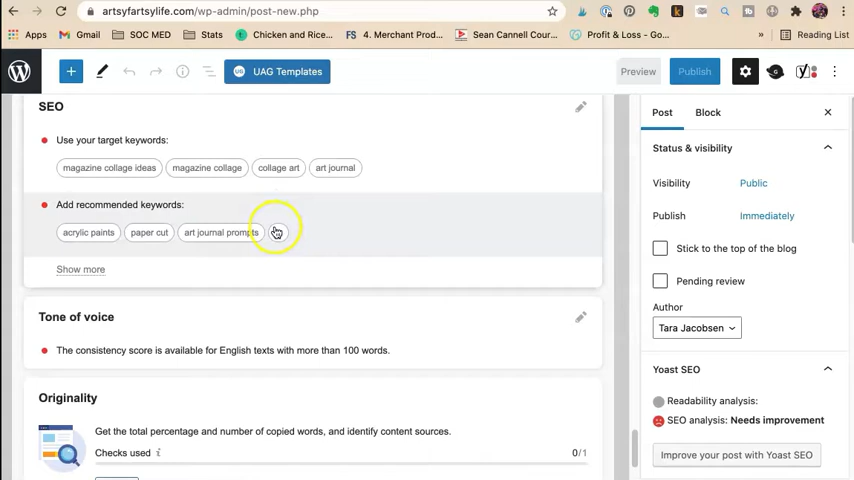 artsyfartsylife.com/wp-admin/post-new.php
Apps Gmail SOC MED Stats Chicken and Rice... FS 4. Merchant Prod... Sean Cannell Cour... Profit & Loss - Go... » Reading List
UAG Templates Preview Publish
SEO
Use your target keywords:
magazine collage ideas magazine collage collage art art journal
Add recommended keywords:
acrylic paints paper cut art journal prompts
Show more
Tone of voice
The consistency score is available for English texts with more than 100 words.
Originality
Get the total percentage and number of copied words, and identify content sources.
Checks used i 0/1
Post Block
Status & visibility
Visibility Public
Publish Immediately
Stick to the top of the blog
Pending review
Author
Tara Jacobsen
Yoast SEO
Readability analysis:
SEO analysis: Needs improvement
Improve your post with Yoast SEO